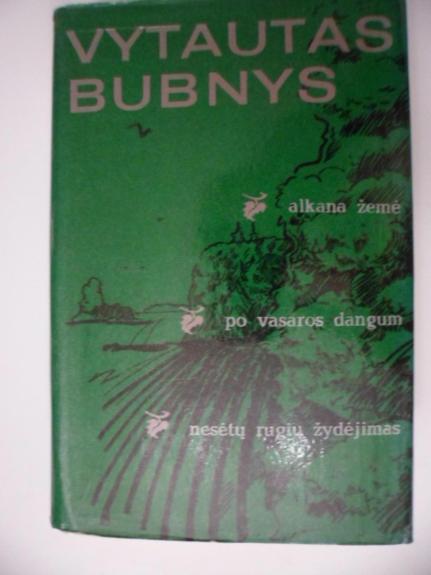 VYTAUTAS
BUBNYS
alkana žemė
po vasaros dangum
nesėtų rugių žydėjimas